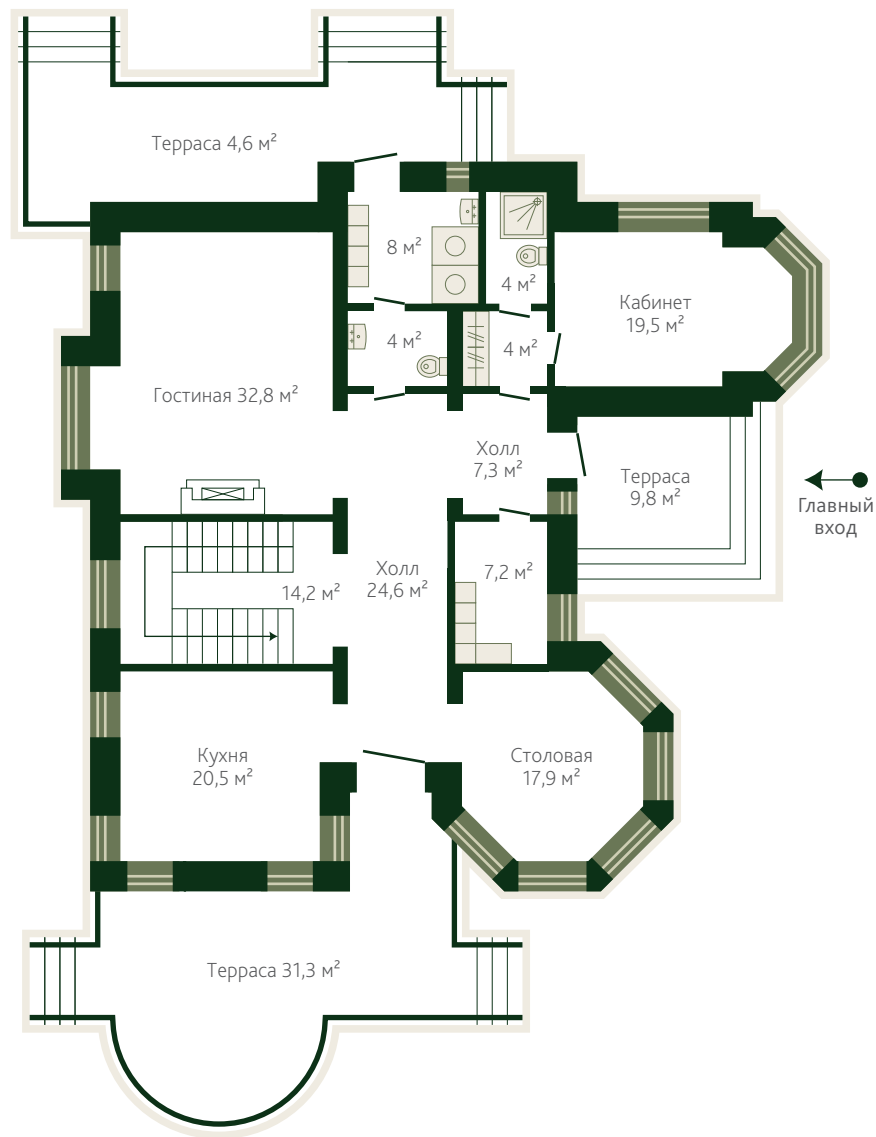 Терраса 4,6 м²
8 м²
4 м²
Кабинет
19,5 м²
4 м²
4 м²
Гостиная 32,8 м²
Холл
7,3 м²
Терраса
9,8 м²
Главный
вход
14,2 м²
Холл
24,6 м²
7,2 м²
Кухня
20,5 м²
Столовая
17,9 м²
Терраса 31,3 м²